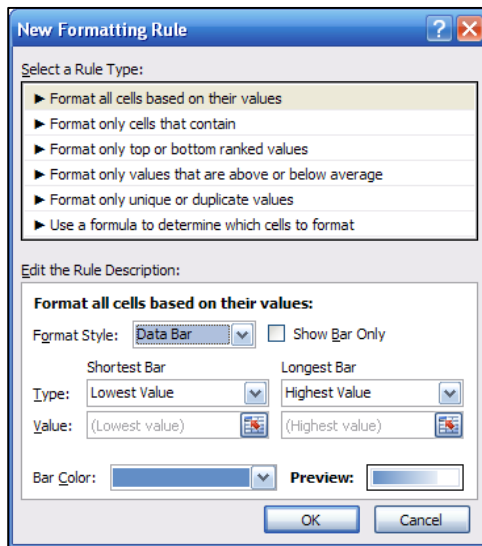 New Formatting Rule
Select a Rule Type:
► Format all cells based on their values
► Format only cells that contain
► Format only top or bottom ranked values
► Format only values that are above or below average
► Format only unique or duplicate values
► Use a formula to determine which cells to format
Edit the Rule Description:
Format all cells based on their values:
Format Style: Data Bar Show Bar Only
Shortest Bar Longest Bar
Type: Lowest Value Highest Value
Value: (Lowest value) (Highest value)
Bar Color: Preview:
OK Cancel